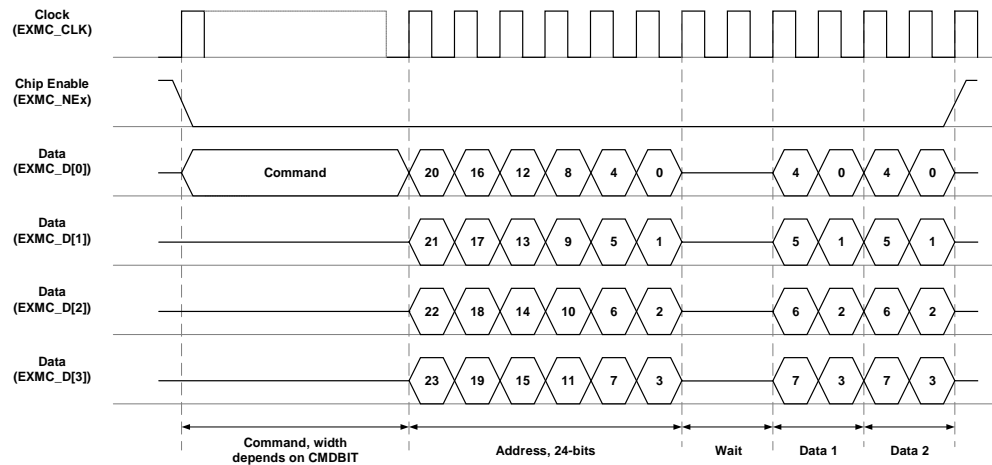 Clock
(EXMC_CLK)
Chip Enable
(EXMC_NEx)
Data
(EXMC_D[0])
Command
20 16 12 8 4 0 4 0 4 0
Data
(EXMC_D[1])
21 17 13 9 5 1 5 1 5 1
Data
(EXMC_D[2])
22 18 14 10 6 2 6 2 6 2
Data
(EXMC_D[3])
23 19 15 11 7 3 7 3 7 3
Command, width
depends on CMDBIT
Address, 24-bits
Wait
Data 1
Data 2